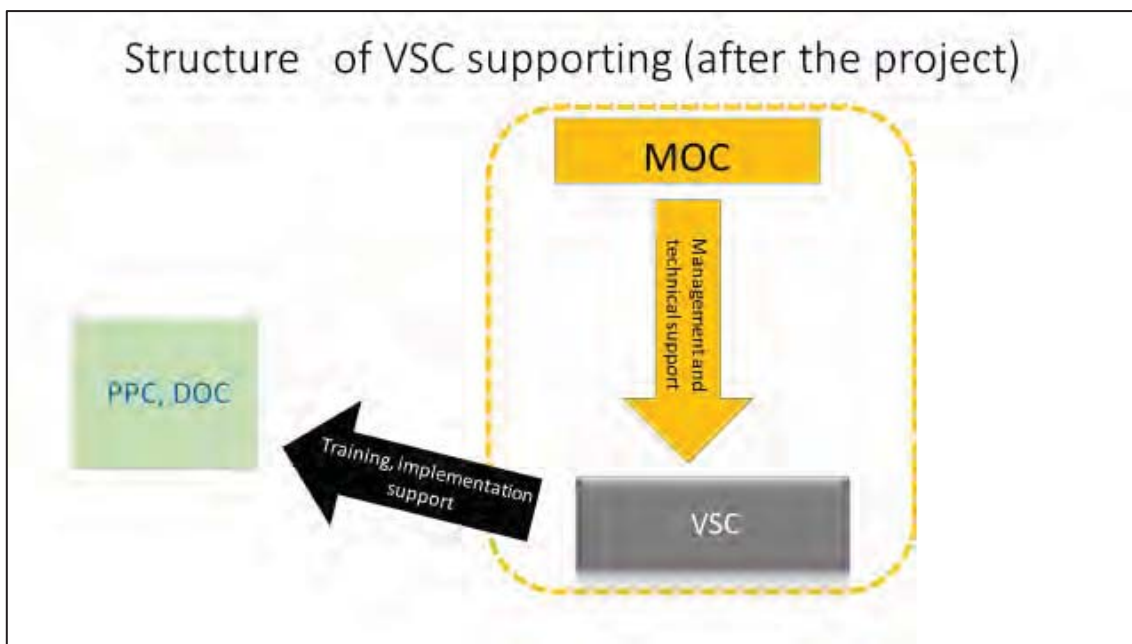 Structure of VSC supporting (after the project)
MOC
Management and
technical support
PPC, DOC
Training, implementation
support
VSC